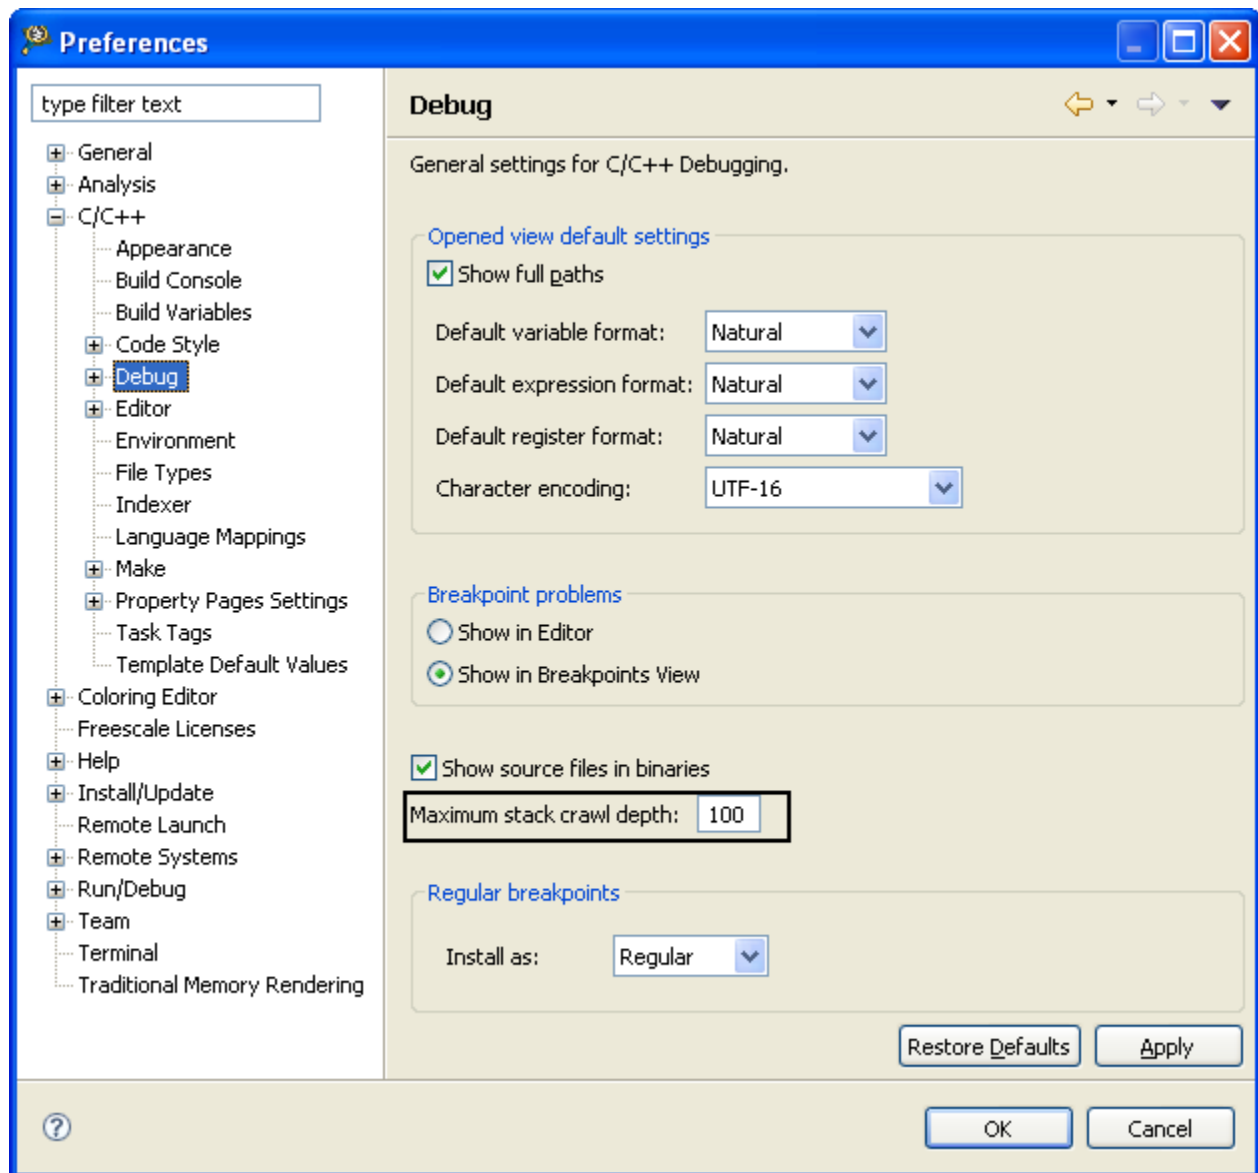 Preferences
type filter text
General
Analysis
C/C++
Appearance
Build Console
Build Variables
Code Style
Debug
Editor
Environment
File Types
Indexer
Language Mappings
Make
Property Pages Settings
Task Tags
Template Default Values
Coloring Editor
Freescale Licenses
Help
Install/Update
Remote Launch
Remote Systems
Run/Debug
Team
Terminal
Traditional Memory Rendering
Debug
General settings for C/C++ Debugging.
Opened view default settings
Show full paths
Default variable format: Natural
Default expression format: Natural
Default register format: Natural
Character encoding: UTF-16
Breakpoint problems
Show in Editor
Show in Breakpoints View
Show source files in binaries
Maximum stack crawl depth: 100
Regular breakpoints
Install as: Regular
Restore Defaults Apply
? OK Cancel